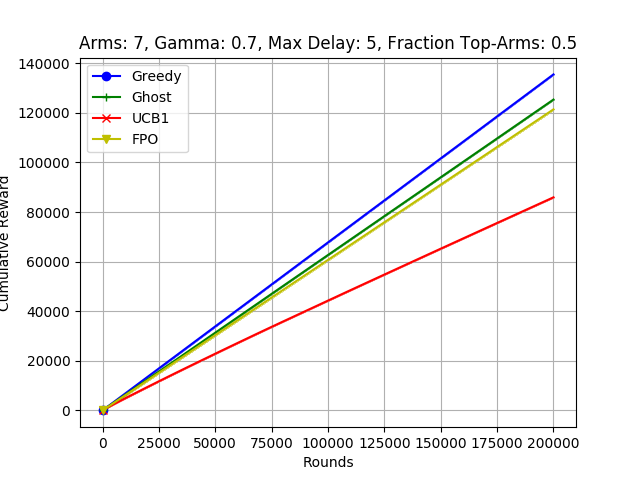 Arms: 7, Gamma: 0.7, Max Delay: 5, Fraction Top-Arms: 0.5
140000
120000
100000
80000
60000
40000
20000
0
Greedy
Ghost
UCB1
FPO
Cumulative Reward
0 25000 50000 75000 100000 125000 150000 175000 200000
Rounds